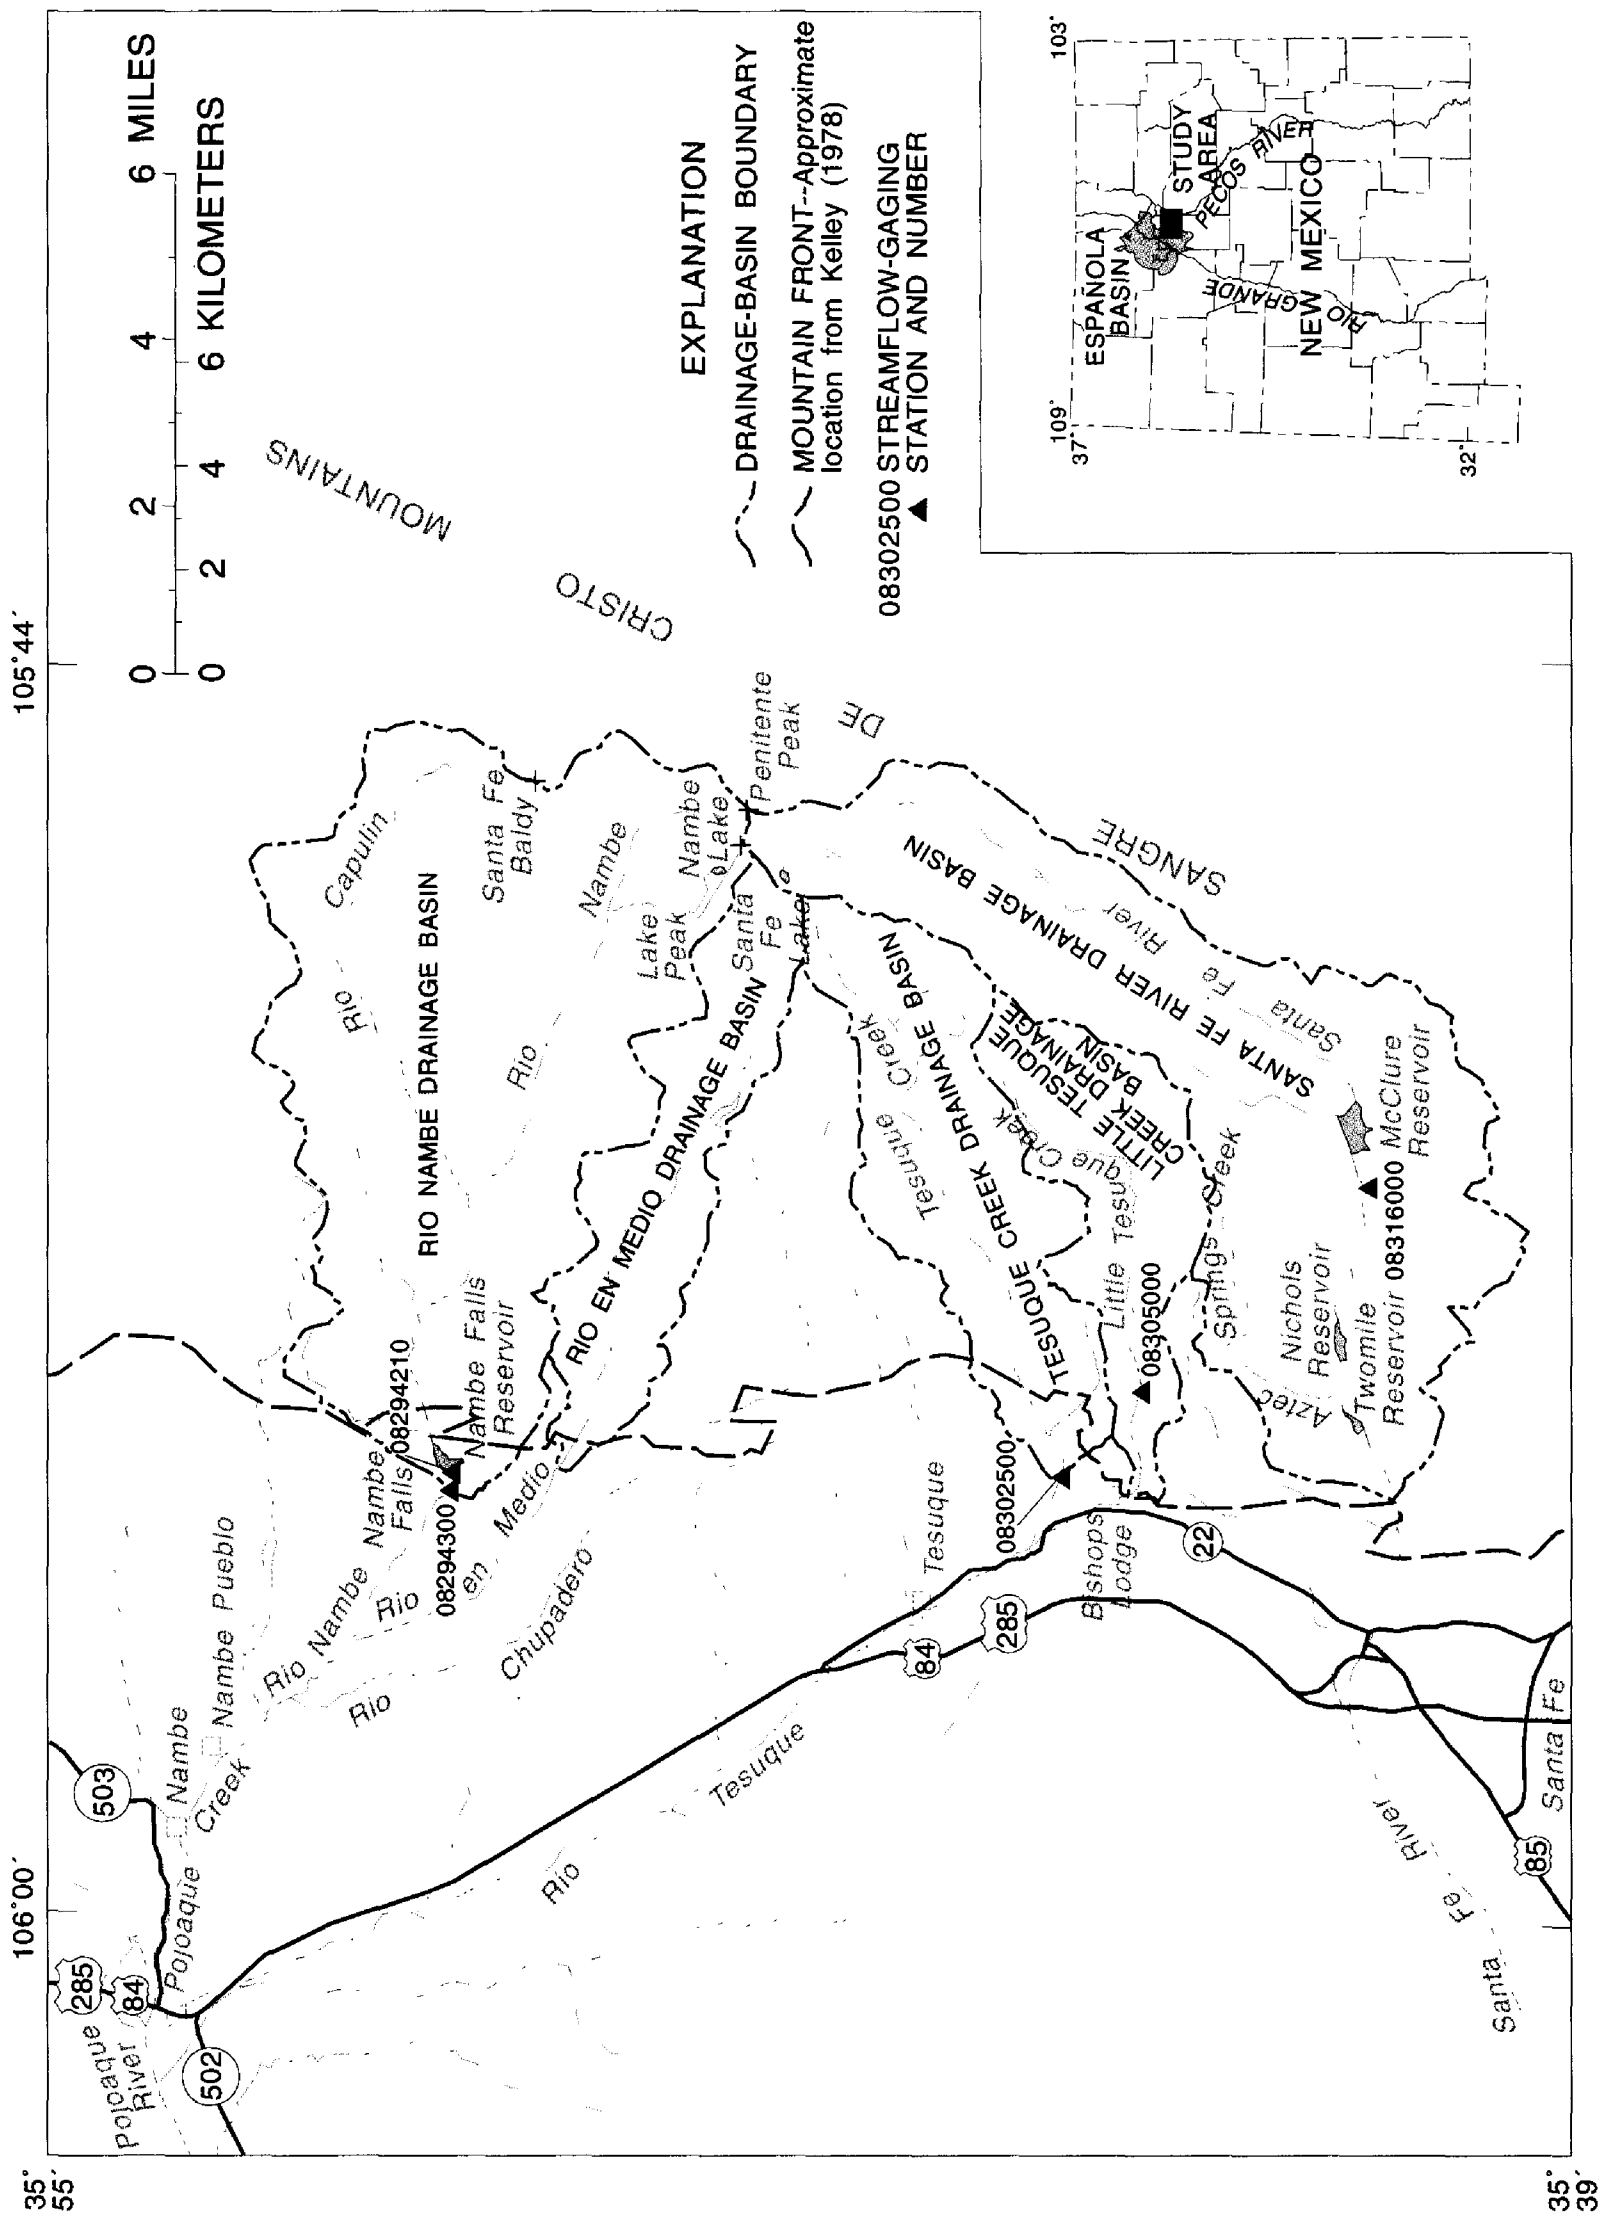 35°
55´
106°00´
105°44´
35°
39´
0 2 4 6 MILES
0 2 4 6 KILOMETERS
EXPLANATION
DRAINAGE-BASIN BOUNDARY
MOUNTAIN FRONT--Approximate
location from Kelley (1978)
08302500 STREAMFLOW-GAGING
STATION AND NUMBER
109°
103°
37°
32°
ESPAÑOLA
BASIN
STUDY
AREA
PECOS RIVER
RIO GRANDE
NEW MEXICO
SANGRE
DE
CRISTO
MOUNTAINS
Pojoaque
River
285
84
503
502
Pojoaque
Nambe
Creek
Nambe Pueblo
Rio Nambe
Nambe
Falls
08294210
08294300
Nambe Falls
Reservoir
RIO NAMBE DRAINAGE BASIN
Rio
Capulin
Santa Fe
Baldy
Rio
Nambe
Nambe
Lake
Lake
Peak
Penitente
Peak
Santa
Fe
Lake
RIO EN MEDIO DRAINAGE BASIN
Rio
en
Medio
Rio
Chupadero
Rio
Tesuque
Tesuque
84
285
08302500
Tesuque Creek
TESUQUE CREEK DRAINAGE BASIN
Little Tesuque Creek
LITTLE TESUQUE
CREEK DRAINAGE
BASIN
08305000
Bishops
Lodge
22
SANTA FE RIVER DRAINAGE BASIN
Santa Fe River
Aztec
Springs Creek
Nichols
Reservoir
Twomile
Reservoir
08316000
McClure
Reservoir
Santa Fe River
85
Santa Fe